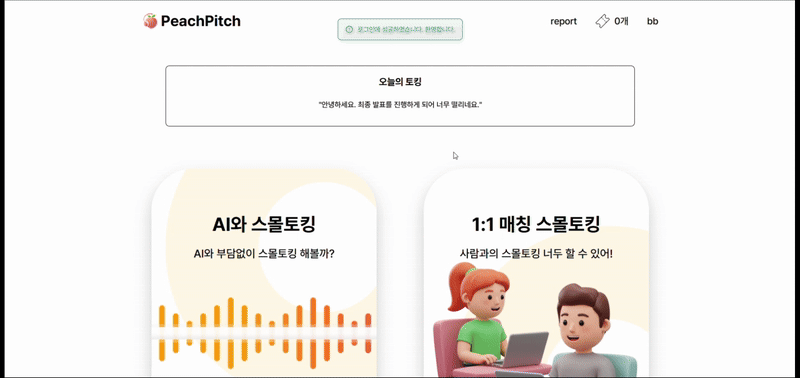 PeachPitch
로그인에 성공하였습니다. 환영합니다.
report
0개
bb
오늘의 토킹
"안녕하세요. 최종 발표를 진행하게 되어 너무 떨리네요."
AI와 스몰토킹
AI와 부담없이 스몰토킹 해볼까?
1:1 매칭 스몰토킹
사람과의 스몰토킹 너두 할 수 있어!